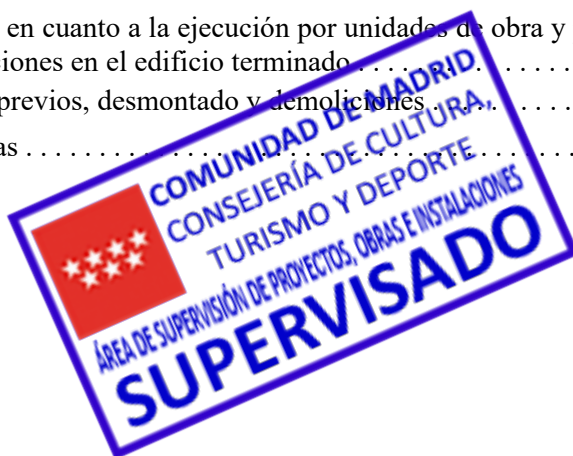 en cuanto a la ejecución por unidades de obra y
ciones en el edificio terminado . . . . . . . . . . . . . . . . .
previos, desmontado y demoliciones . . . . . . . . . . . .
as . . . . . . . . . . . . . . . . . . . . . . . . . . . . . . . . . . . . . . .
COMUNIDAD DE MADRID
CONSEJERÍA DE CULTURA,
TURISMO Y DEPORTE
ÁREA DE SUPERVISIÓN DE PROYECTOS, OBRAS E INSTALACIONES
SUPERVISADO